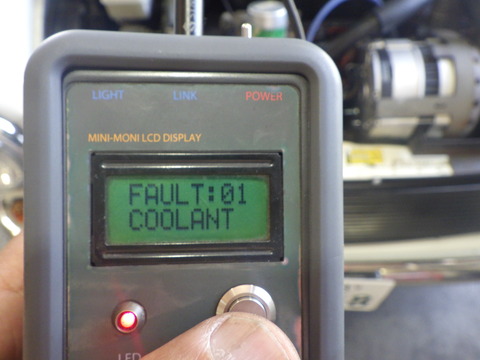 LIGHT LINK POWER
MINI-MONI LCD DISPLAY
FAULT:01
COOLANT
LED